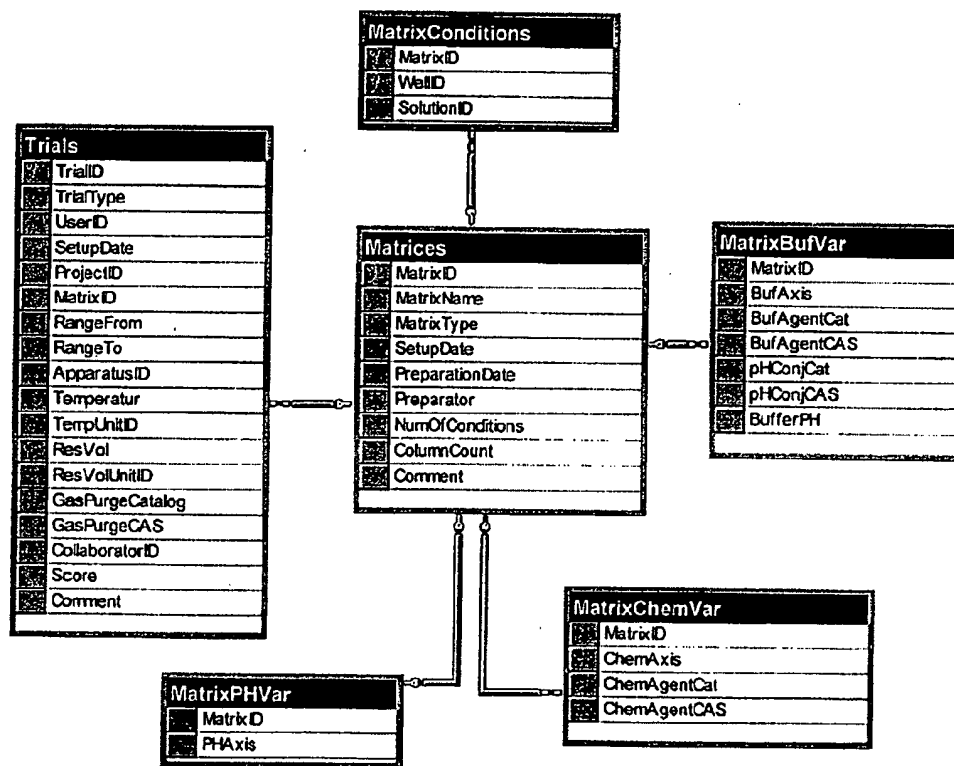 MatrixConditions
MatrixID
WellID
SolutionID
Trials
TrialID
TrialType
UserID
SetupDate
ProjectID
MatrixID
RangeFrom
RangeTo
ApparatusID
Temperatur
TempUnitID
ResVol
ResVolUnitID
GasPurgeCatalog
GasPurgeCAS
CollaboratorID
Score
Comment
Matrices
MatrixID
MatrixName
MatrixType
SetupDate
PreparationDate
Preparator
NumOfConditions
ColumnCount
Comment
MatrixBufVar
MatrixID
BufAxis
BufAgentCat
BufAgentCAS
pHConjCat
pHConjCAS
BufferPH
MatrixChemVar
MatrixID
ChemAxis
ChemAgentCat
ChemAgentCAS
MatrixPHVar
MatrixID
PHAxis